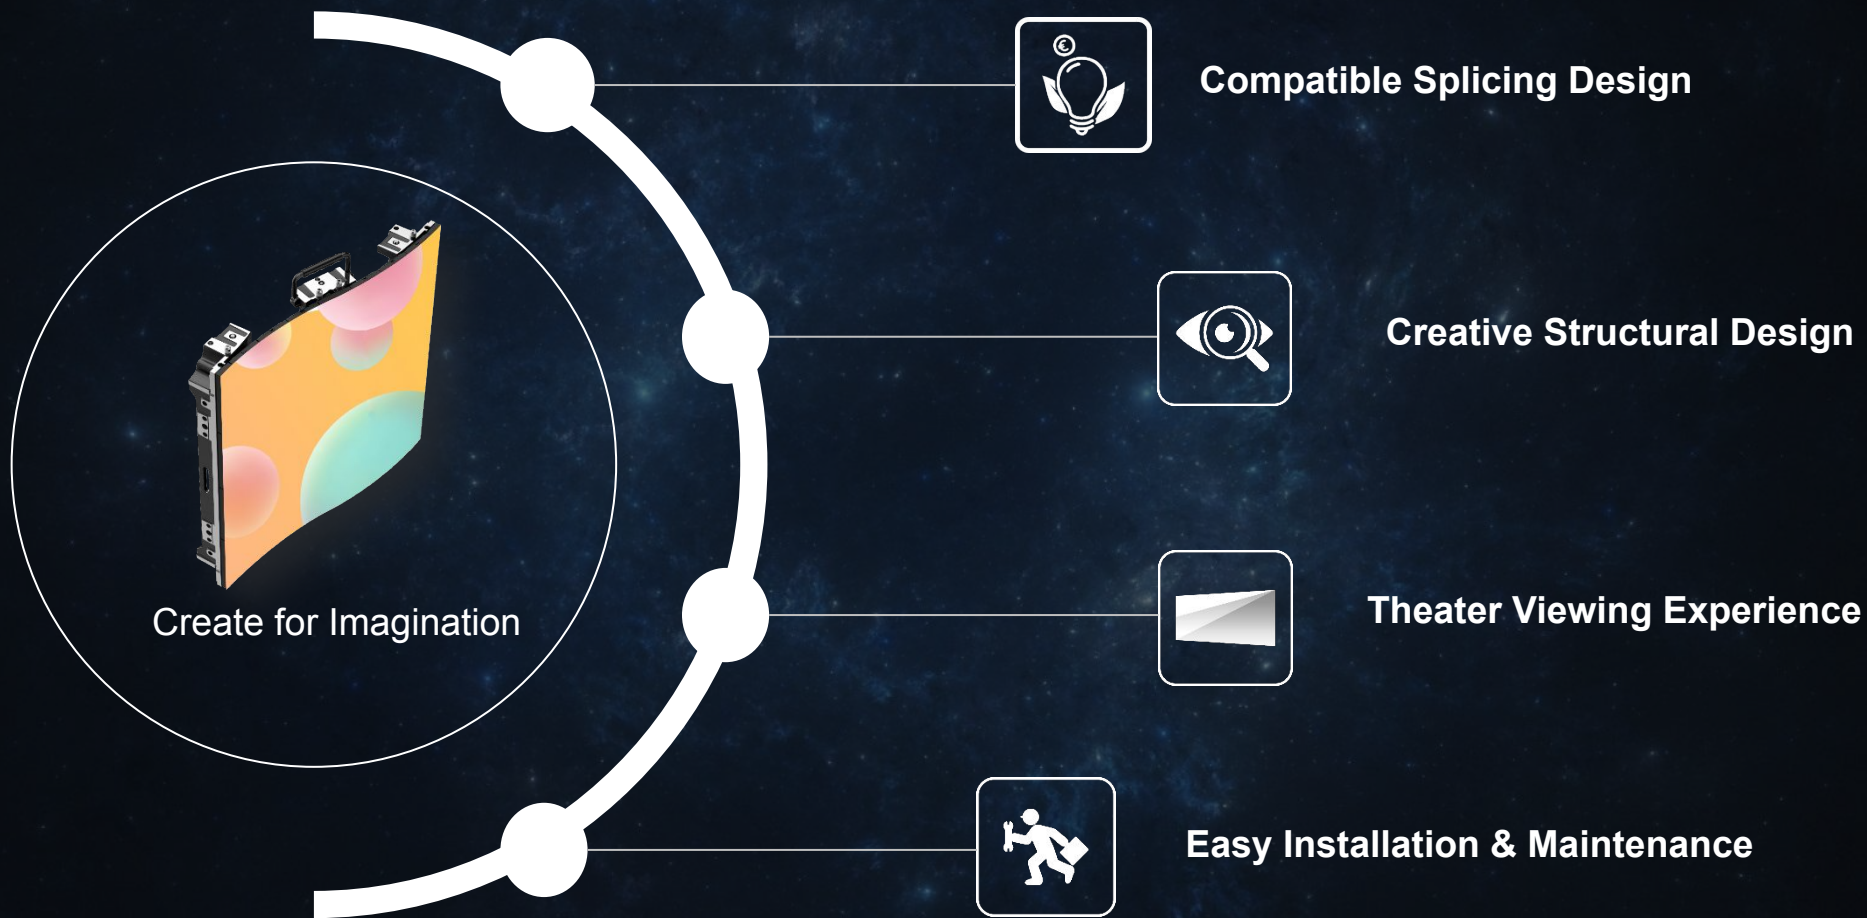 Compatible Splicing Design
Creative Structural Design
Theater Viewing Experience
Create for Imagination
Easy Installation & Maintenance